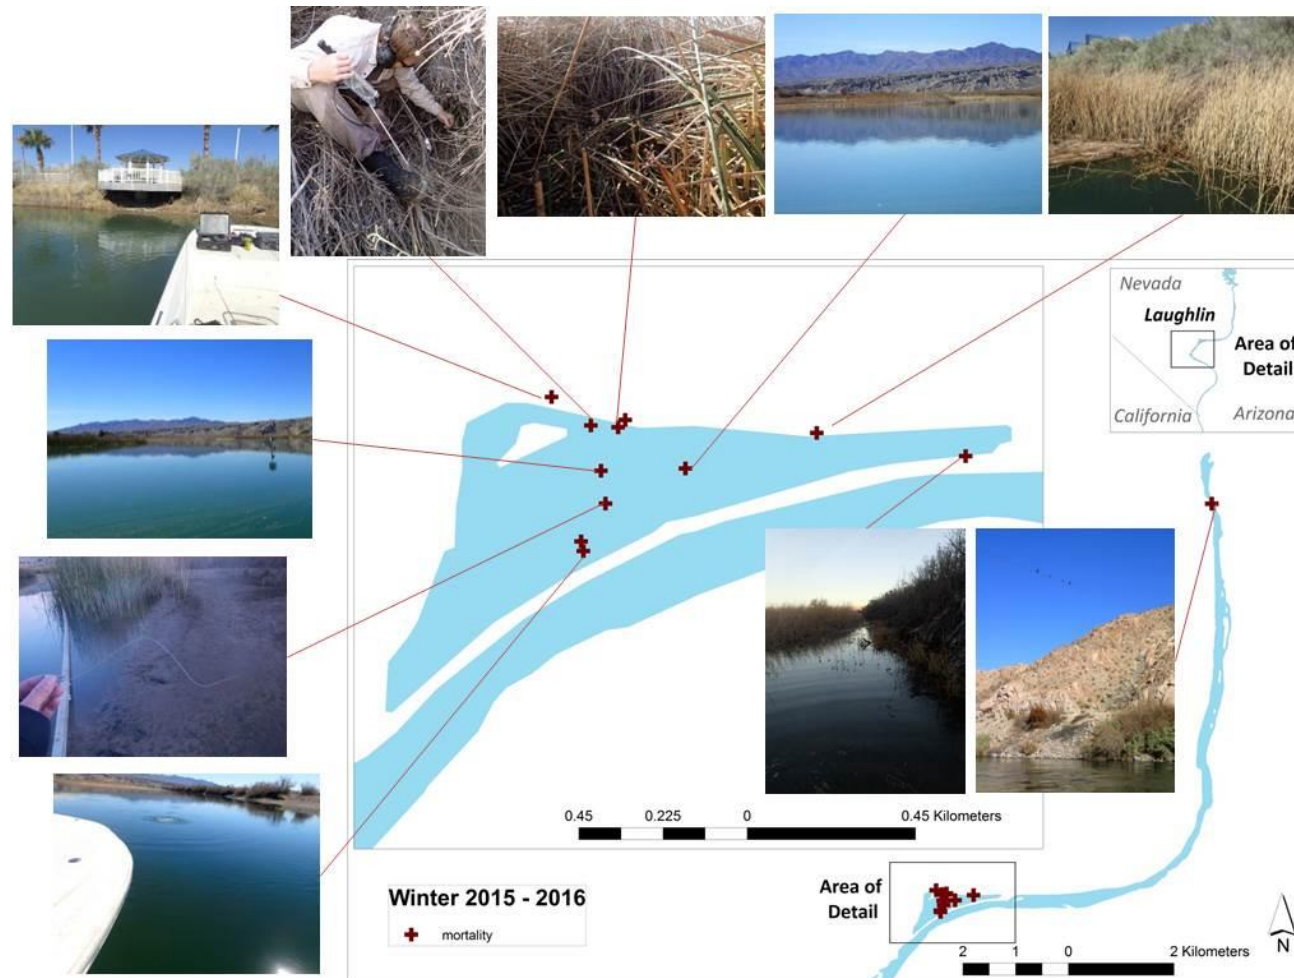 Nevada
Laughlin
Area of
Detail
California
Arizona
0.45
0.225
0
0.45 Kilometers
Winter 2015 - 2016
mortality
Area of
Detail
N
2
1
0
2 Kilometers